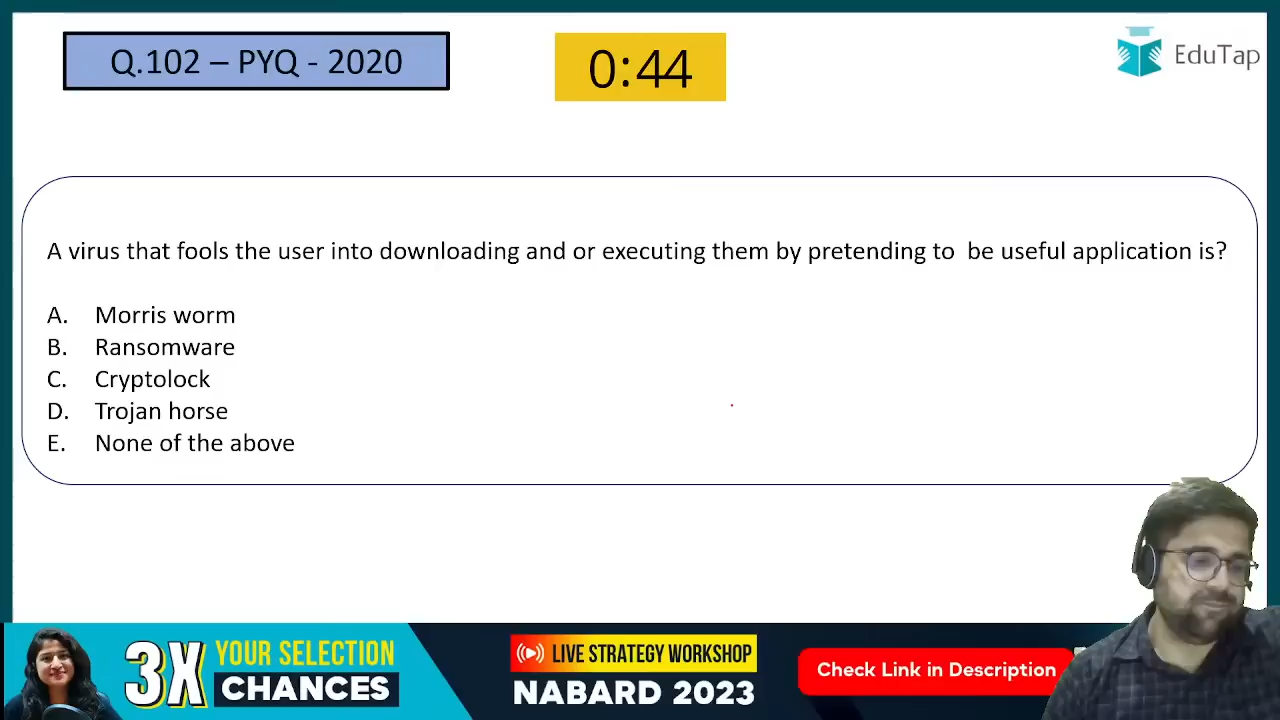 Q.102 – PYQ - 2020
0:44
EduTap
A virus that fools the user into downloading and or executing them by pretending to be useful application is?
A. Morris worm
B. Ransomware
C. Cryptolock
D. Trojan horse
E. None of the above
3X YOUR SELECTION CHANCES
LIVE STRATEGY WORKSHOP
NABARD 2023
Check Link in Description